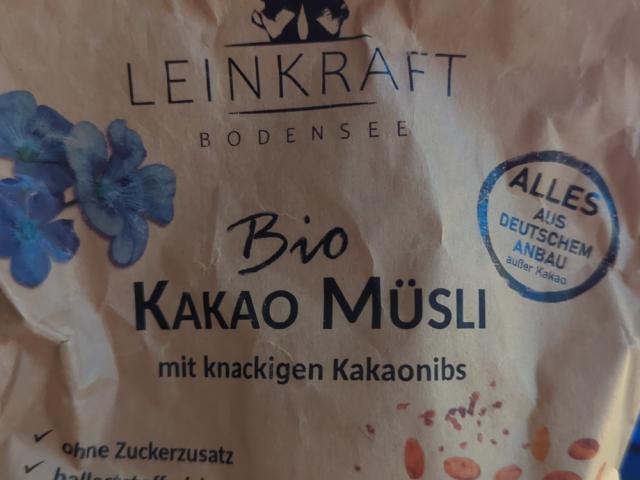 LEINKRAFT
BODENSEE
ALLES
AUS
DEUTSCHEM
ANBAU
außer Kakao
Bio
KAKAO MÜSLI
mit knackigen Kakaonibs
ohne Zuckerzusatz